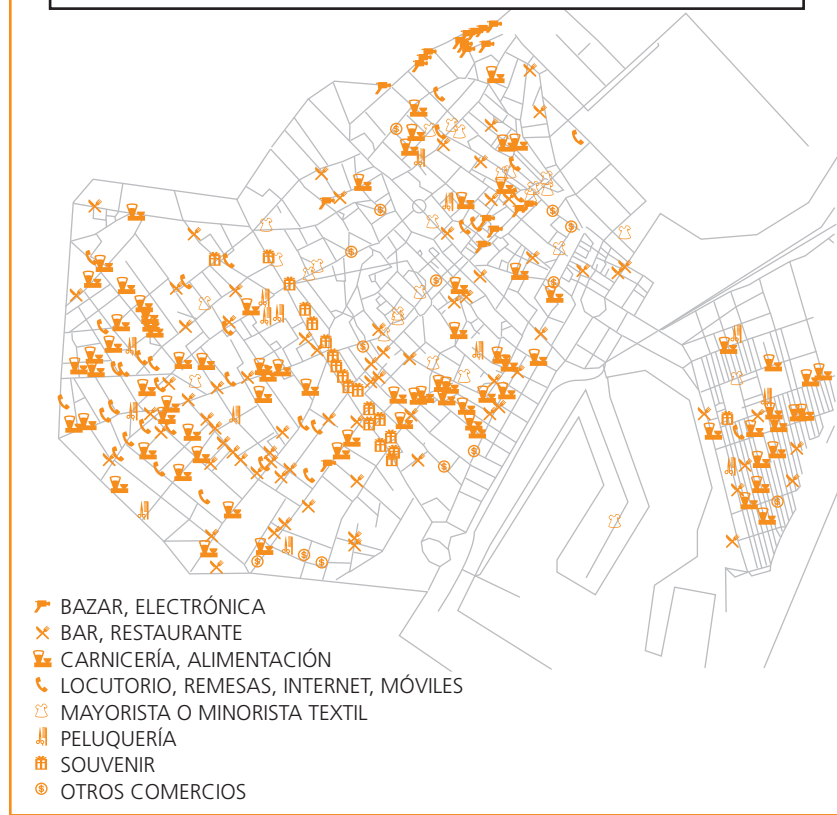 BAZAR, ELECTRÓNICA
BAR, RESTAURANTE
CARNICERÍA, ALIMENTACIÓN
LOCUTORIO, REMESAS, INTERNET, MÓVILES
MAYORISTA O MINORISTA TEXTIL
PELUQUERÍA
SOUVENIR
OTROS COMERCIOS